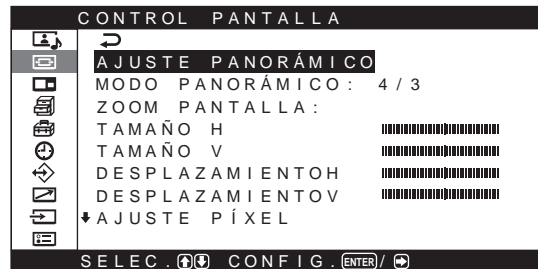 CONTROL PANTALLA
AJUSTE PANORÁMICO
MODO PANORÁMICO: 4/3
ZOOM PANTALLA:
TAMAÑO H
TAMAÑO V
DESPLAZAMIENTOH
DESPLAZAMIENTOV
AJUSTE PÍXEL
SELEC. CONFIG. ENTER /